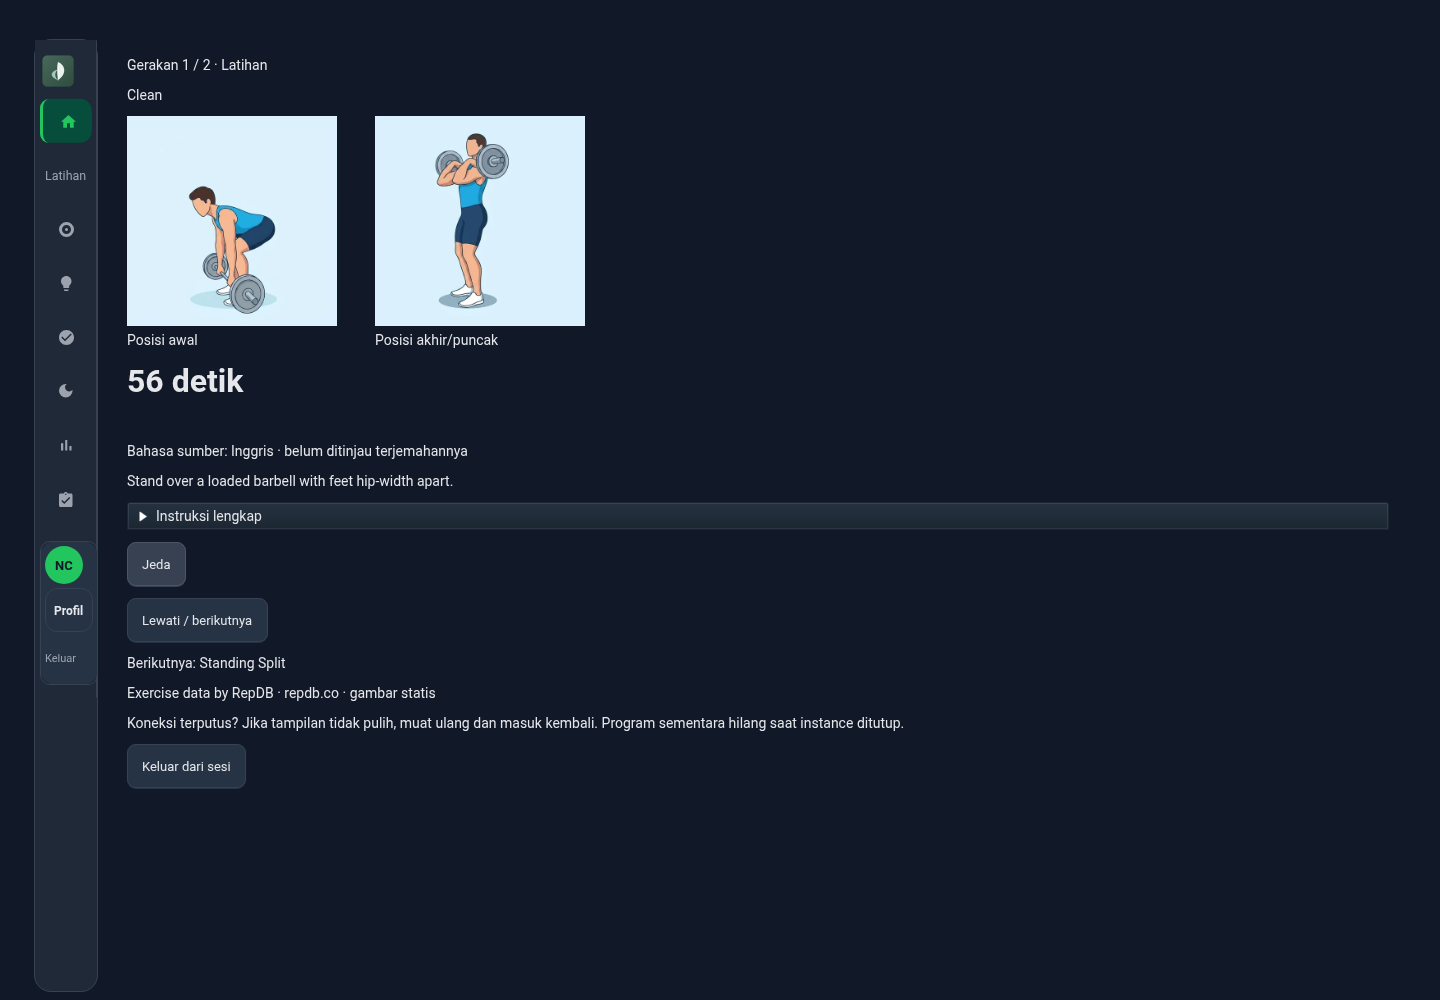 Latihan
NC
Profil
Keluar
Gerakan 1 / 2 · Latihan
Clean
Posisi awal
Posisi akhir/puncak
56 detik
Bahasa sumber: Inggris · belum ditinjau terjemahannya
Stand over a loaded barbell with feet hip-width apart.
Instruksi lengkap
Jeda
Lewati / berikutnya
Berikutnya: Standing Split
Exercise data by RepDB · repdb.co · gambar statis
Koneksi terputus? Jika tampilan tidak pulih, muat ulang dan masuk kembali. Program sementara hilang saat instance ditutup.
Keluar dari sesi